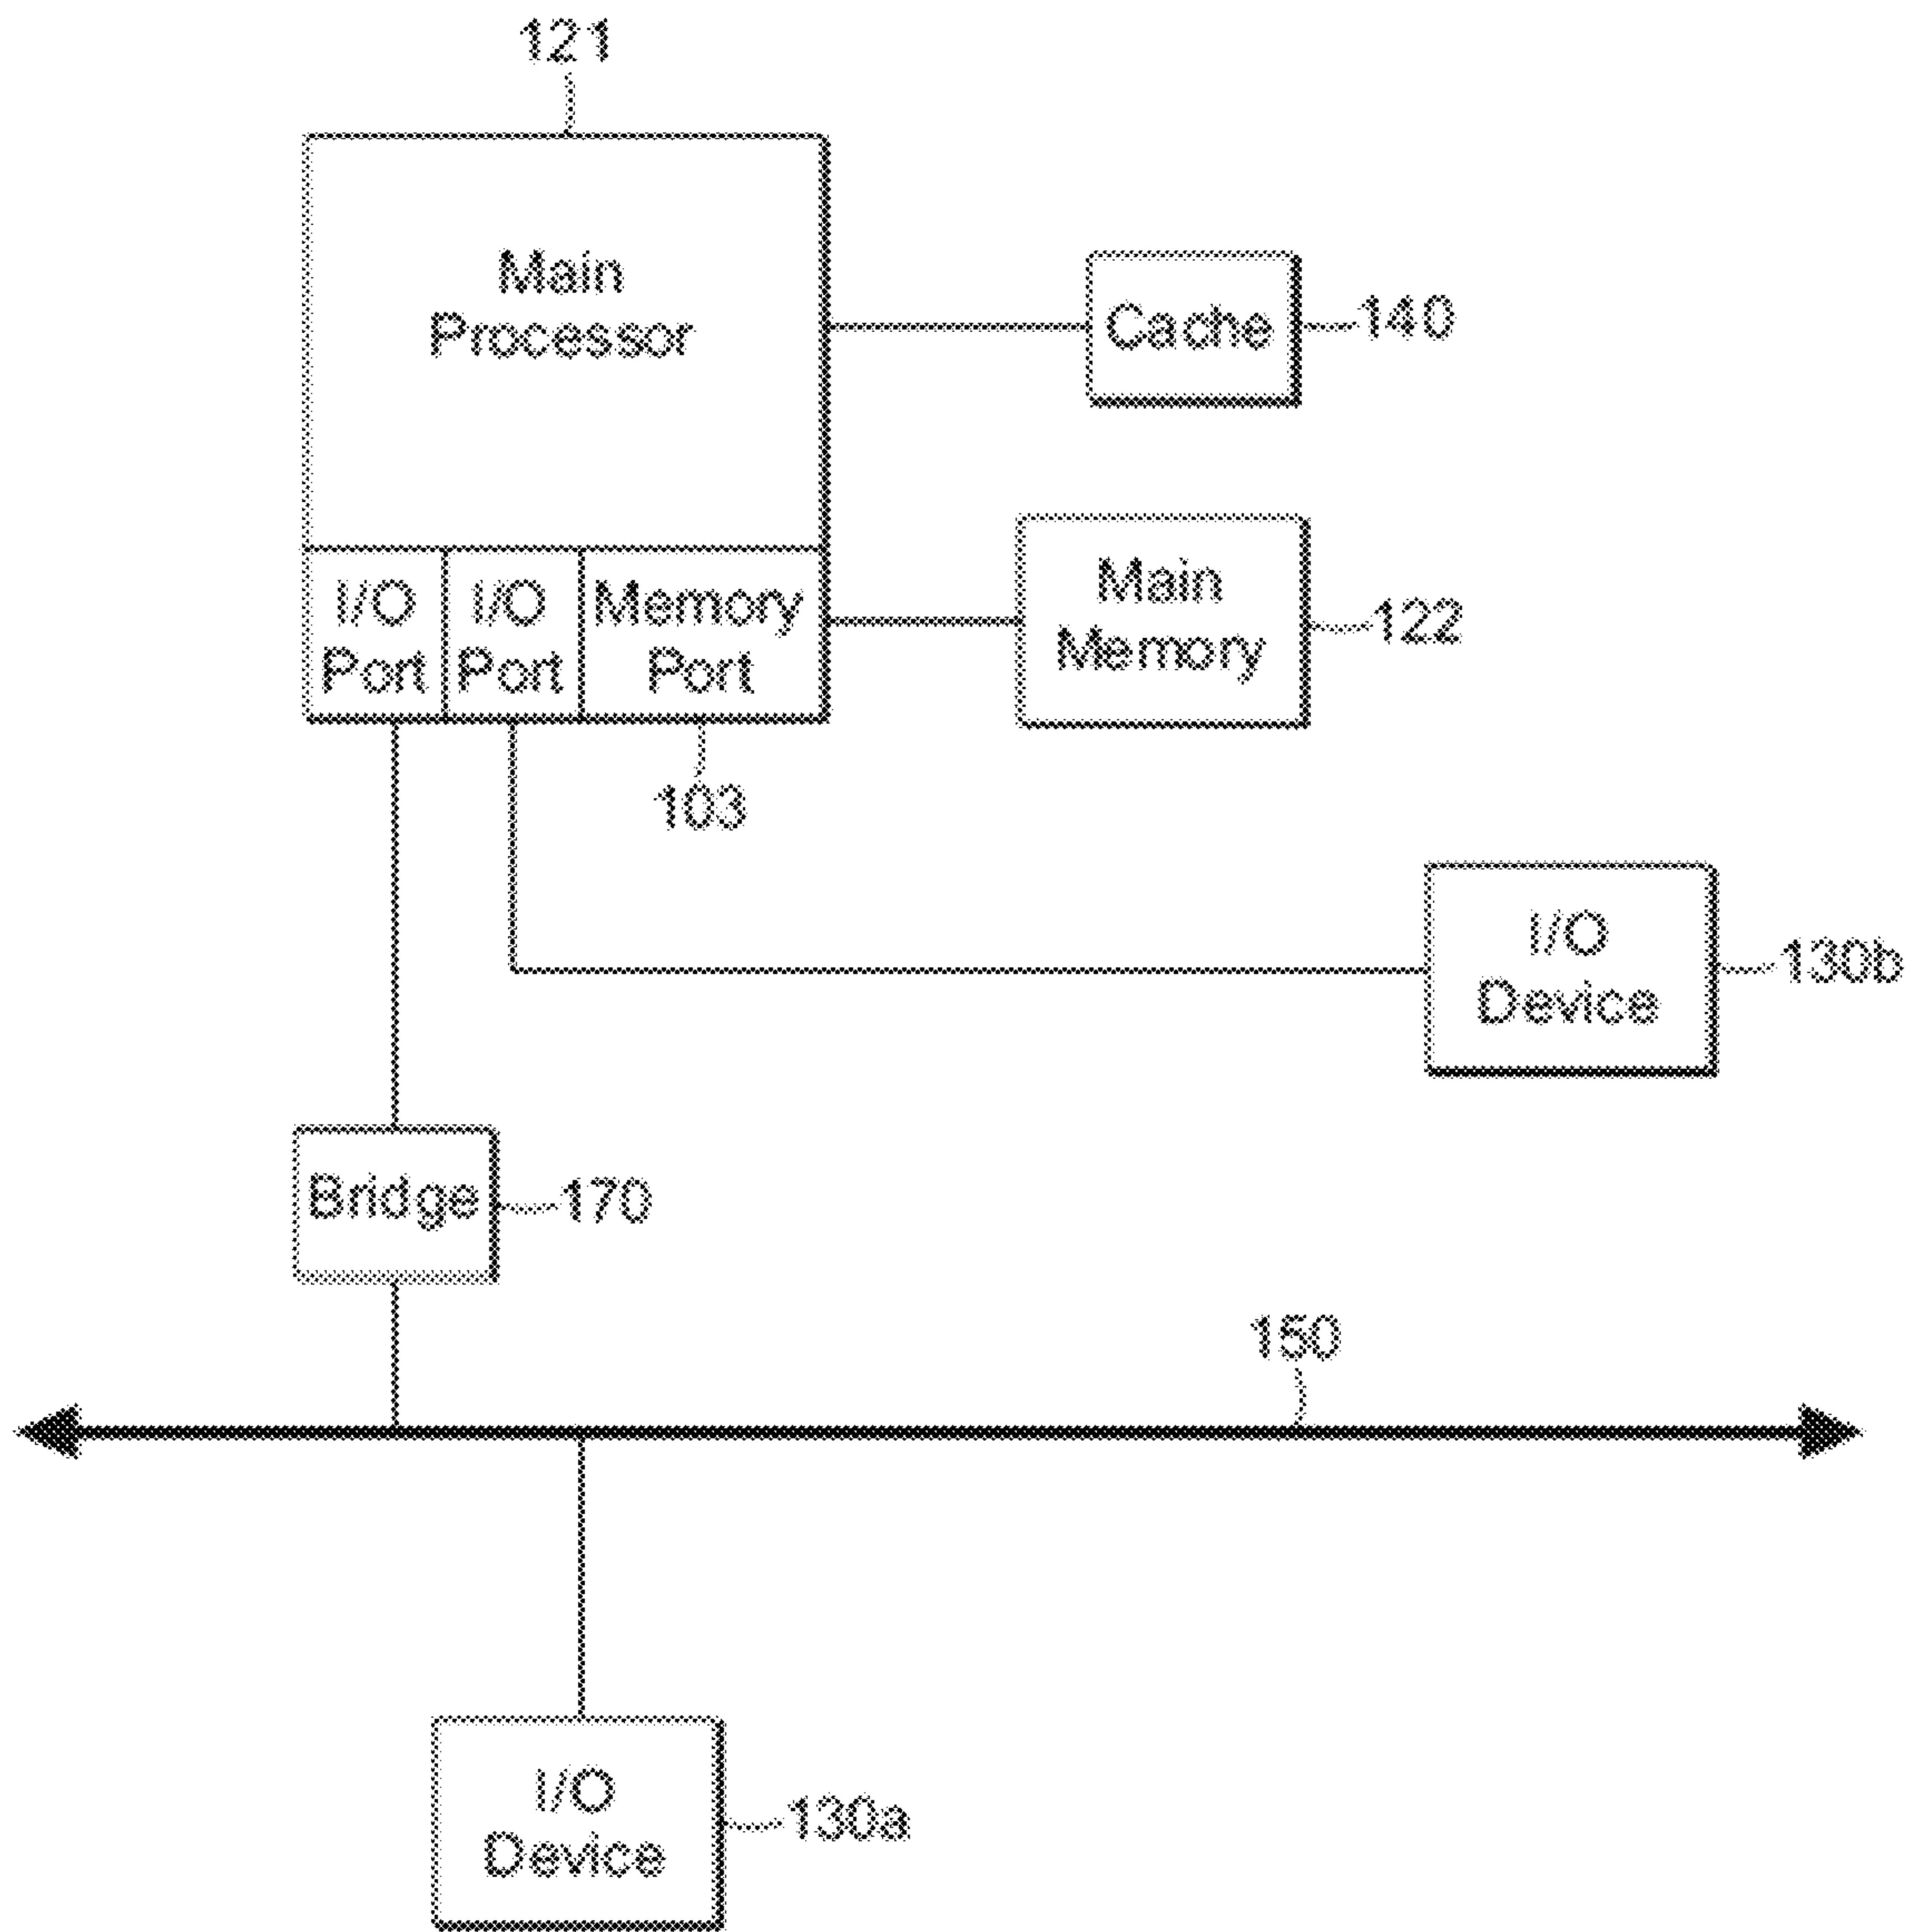 121
Main
Processor
Cache
140
I/O
Port
I/O
Port
Memory
Port
Main
Memory
122
103
I/O
Device
130b
Bridge
170
150
I/O
Device
130a